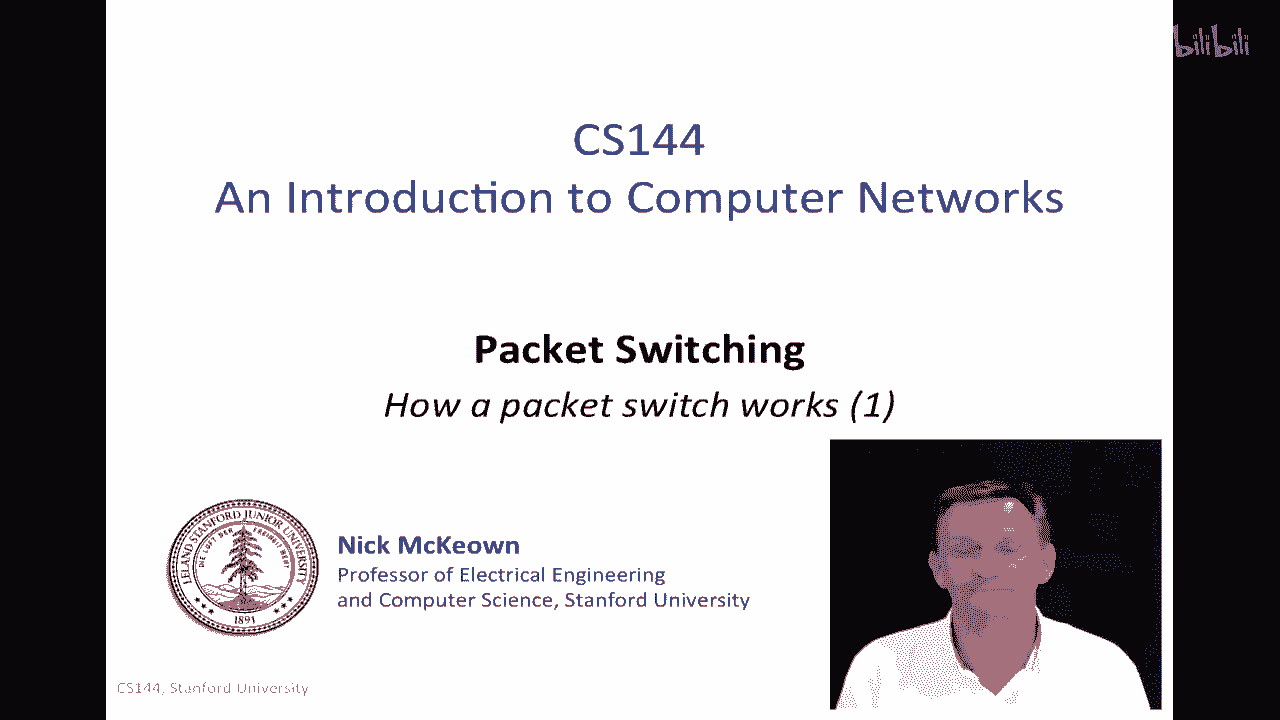 bilibili
CS144
An Introduction to Computer Networks
Packet Switching
How a packet switch works (1)
LELAND STANFORD JUNIOR UNIVERSITY
DIE LUFT DER FREIHEIT WEHT
1891
Nick McKeown
Professor of Electrical Engineering
and Computer Science, Stanford University
CS144, Stanford University